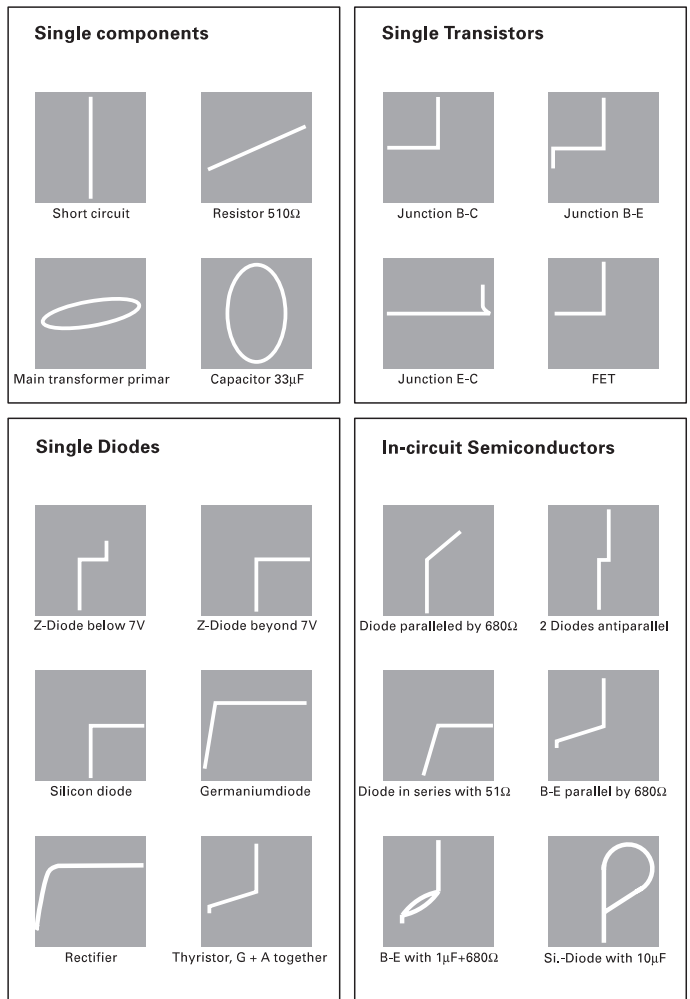 Single components
Short circuit
Resistor 510Ω
Main transformer primar
Capacitor 33µF
Single Transistors
Junction B-C
Junction B-E
Junction E-C
FET
Single Diodes
Z-Diode below 7V
Z-Diode beyond 7V
Silicon diode
Germaniumdiode
Rectifier
Thyristor, G + A together
In-circuit Semiconductors
Diode paralleled by 680Ω
2 Diodes antiparallel
Diode in series with 51Ω
B-E parallel by 680Ω
B-E with 1µF+680Ω
Si.-Diode with 10µF